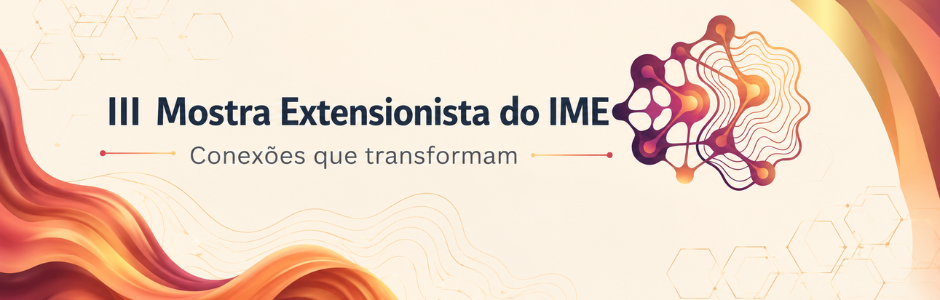 III Mostra Extensionista do IME
Conexões que transformam